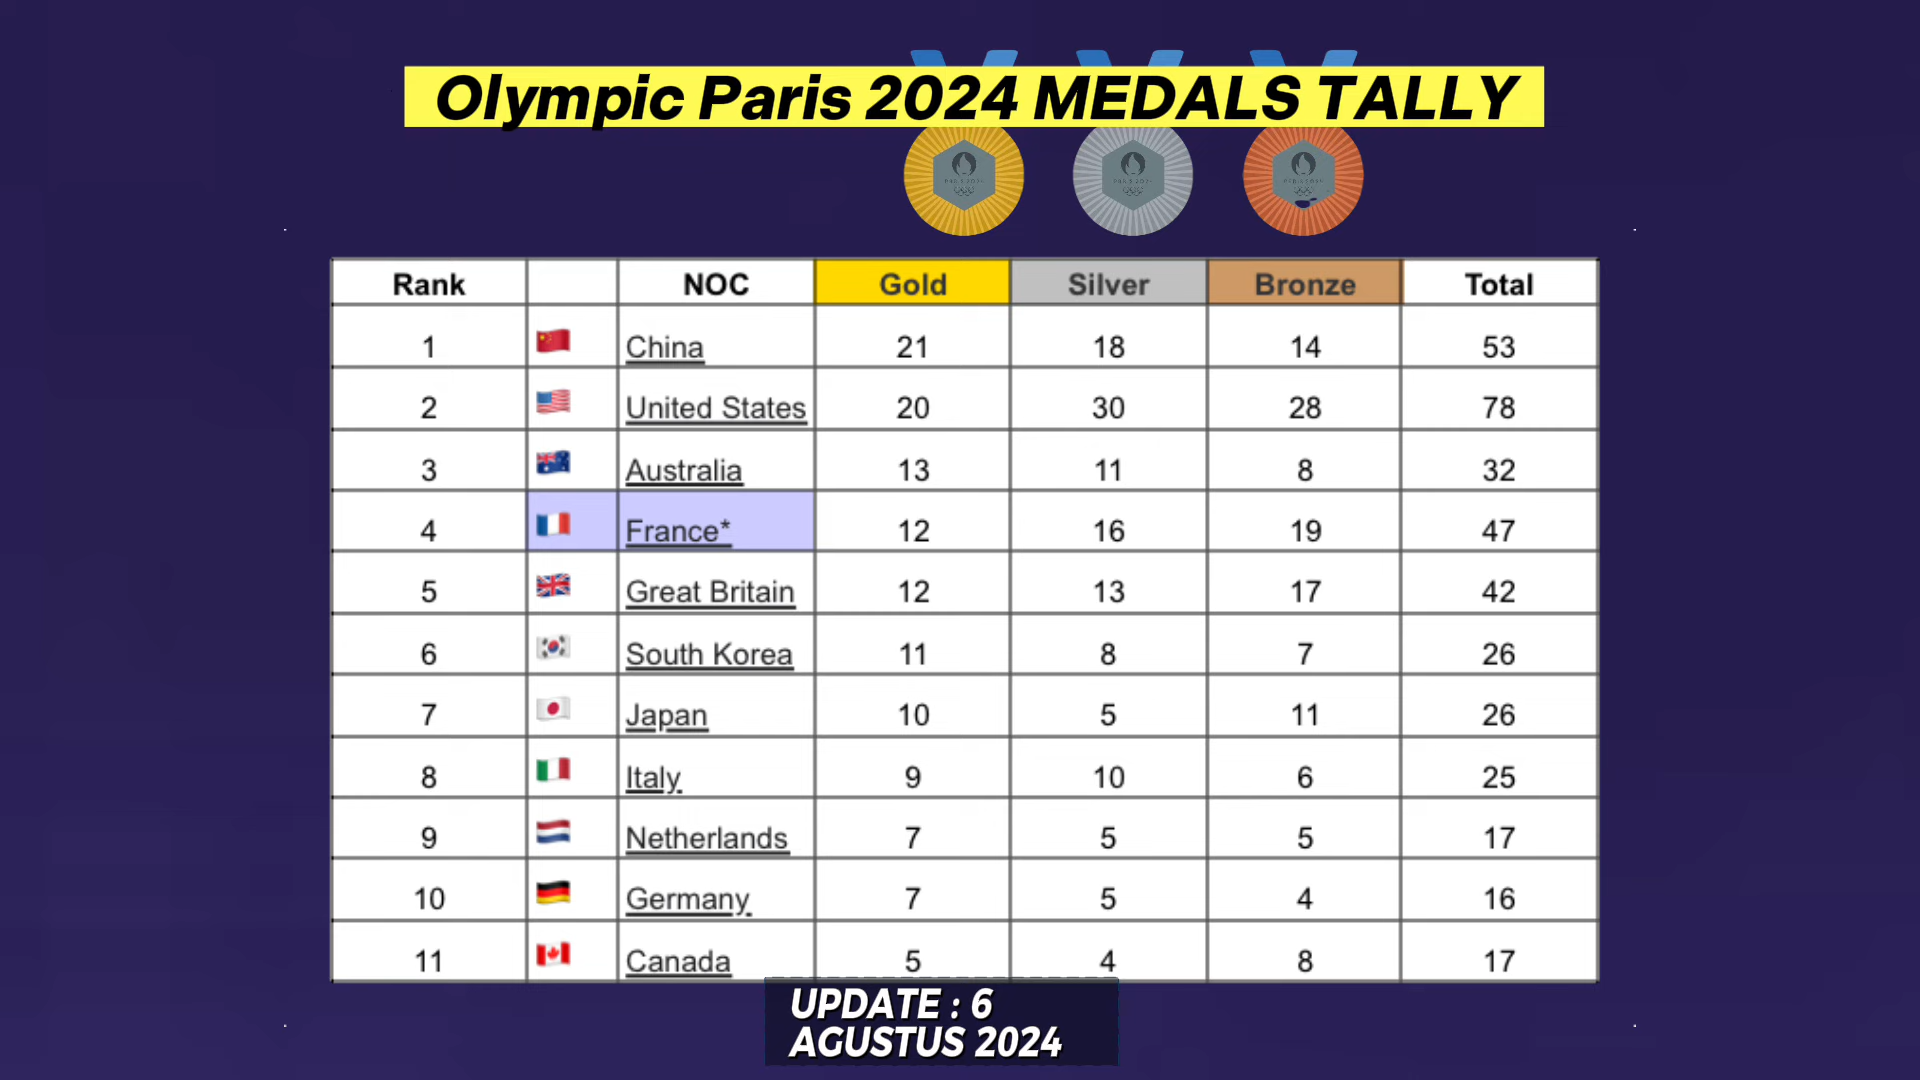 Olympic Paris 2024 MEDALS TALLY
Rank NOC Gold Silver Bronze Total
1 China 21 18 14 53
2 United States 20 30 28 78
3 Australia 13 11 8 32
4 France* 12 16 19 47
5 Great Britain 12 13 17 42
6 South Korea 11 8 7 26
7 Japan 10 5 11 26
8 Italy 9 10 6 25
9 Netherlands 7 5 5 17
10 Germany 7 5 4 16
11 Canada 5 4 8 17
UPDATE : 6
AGUSTUS 2024